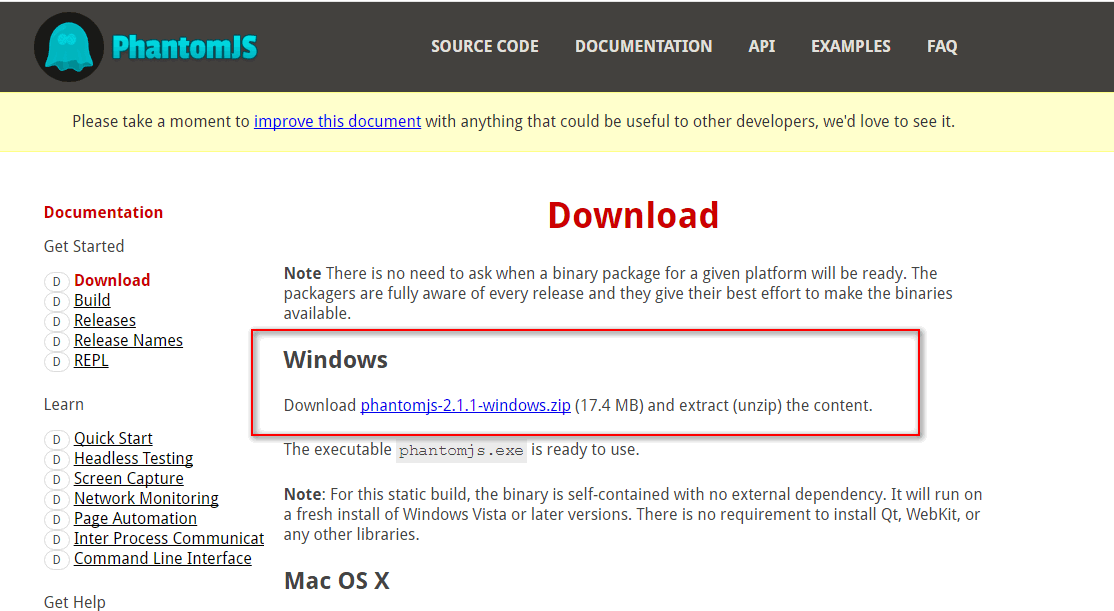 PhantomJS
SOURCE CODE
DOCUMENTATION
API
EXAMPLES
FAQ
Please take a moment to improve this document with anything that could be useful to other developers, we'd love to see it.
Documentation
Get Started
D Download
D Build
D Releases
D Release Names
D REPL
Learn
D Quick Start
D Headless Testing
D Screen Capture
D Network Monitoring
D Page Automation
D Inter Process Communicat
D Command Line Interface
Get Help
Download
Note There is no need to ask when a binary package for a given platform will be ready. The
packagers are fully aware of every release and they give their best effort to make the binaries
available.
Windows
Download phantomjs-2.1.1-windows.zip (17.4 MB) and extract (unzip) the content.
The executable phantomjs.exe is ready to use.
Note: For this static build, the binary is self-contained with no external dependency. It will run on
a fresh install of Windows Vista or later versions. There is no requirement to install Qt, WebKit, or
any other libraries.
Mac OS X